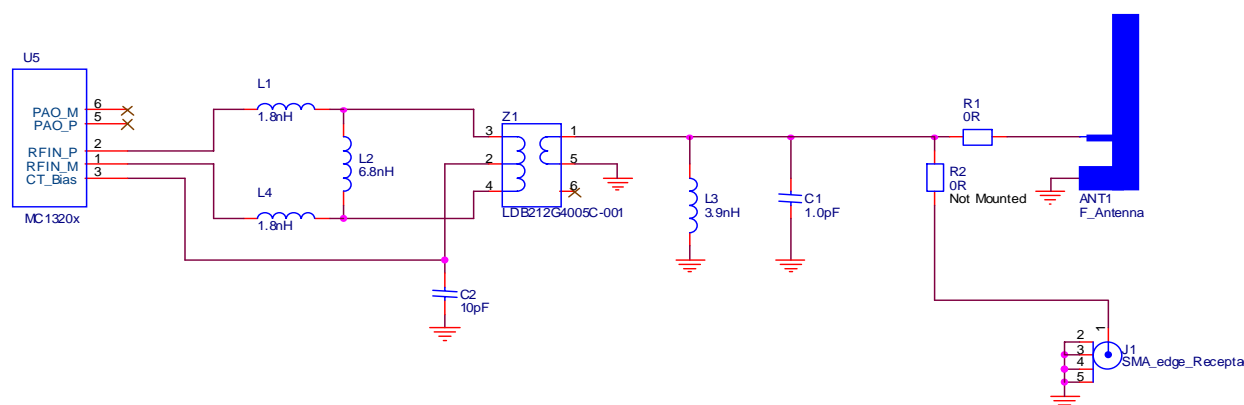 U5
PAO_M
6
PAO_P
5
RFIN_P
2
RFIN_M
1
CT_Bias
3
MC1320x
L1
1.8nH
L2
6.8nH
L4
1.8nH
C2
10pF
Z1
3
2
4
1
5
6
LDB212G4005C-001
L3
3.9nH
C1
1.0pF
R1
0R
R2
0R
Not Mounted
ANT1
F_Antenna
1
2
3
4
5
J1
SMA_edge_Recepta